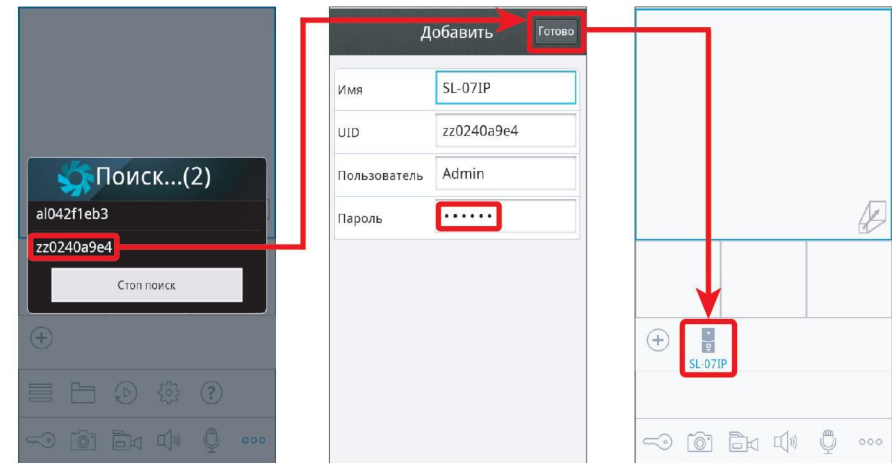 Поиск...(2)
al042f1eb3
zz0240a9e4
Стоп поиск
Добавить
Готово
Имя
SL-07IP
UID
zz0240a9e4
Пользователь
Admin
Пароль
••••••
SL-07IP